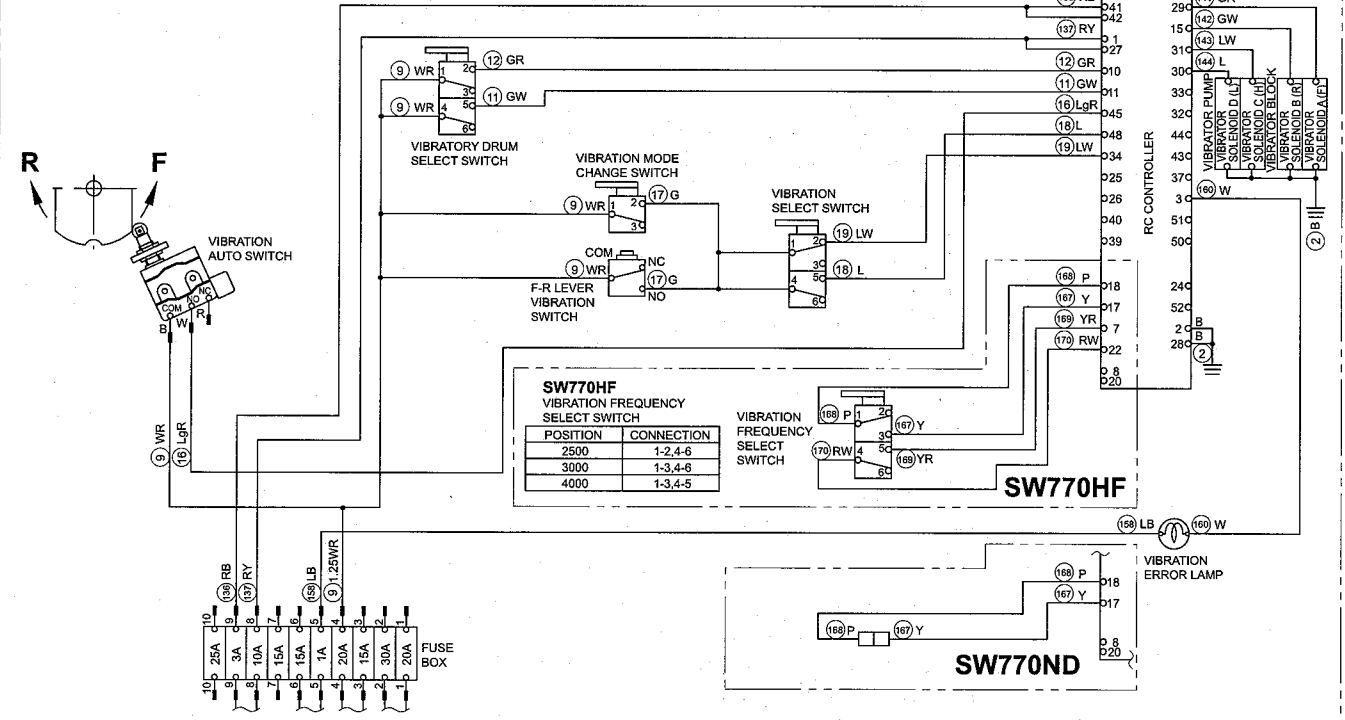 41
42
137 RY
1
27
12 GR
10
11 GW
11
16 LgR
45
18 L
48
19 LW
34
25
26
40
39
168 P
18
167 Y
17
169 YR
7
170 RW
22
8
20
RC CONTROLLER
29
15
142 GW
31
143 LW
30
144 L
33
32
44
43
37
3
160 W
51
50
24
52
2
B
28
B
2
VIBRATOR PUMP
VIBRATOR
SOLENOID D (L)
VIBRATOR
SOLENOID C (H)
VIBRATOR BLOCK
VIBRATOR
SOLENOID B (R)
VIBRATOR
SOLENOID A (F)
2 B
9 WR
1
2
12 GR
3
9 WR
4
5
11 GW
6
VIBRATORY DRUM
SELECT SWITCH
R
F
VIBRATION
AUTO SWITCH
COM
NO
NC
B
W
R
VIBRATION MODE
CHANGE SWITCH
9 WR
1
2
17 G
3
COM
NC
9 WR
17 G
NO
F-R LEVER
VIBRATION
SWITCH
VIBRATION
SELECT SWITCH
1
2
19 LW
3
4
5
18 L
6
9 WR
16 LgR
SW770HF
VIBRATION FREQUENCY
SELECT SWITCH
POSITION CONNECTION
2500 1-2,4-6
3000 1-3,4-6
4000 1-3,4-5
VIBRATION
FREQUENCY
SELECT
SWITCH
168 P
1
2
3
167 Y
170 RW
4
5
169 YR
6
SW770HF
158 LB
160 W
VIBRATION
ERROR LAMP
136 RB
137 RY
158 LB
9 1.25WR
10
9
8
7
6
5
4
3
2
1
25A
3A
10A
15A
15A
1A
20A
15A
30A
20A
FUSE
BOX
10
9
8
7
6
5
4
3
2
1
168 P
18
167 Y
17
168 P
167 Y
8
20
SW770ND